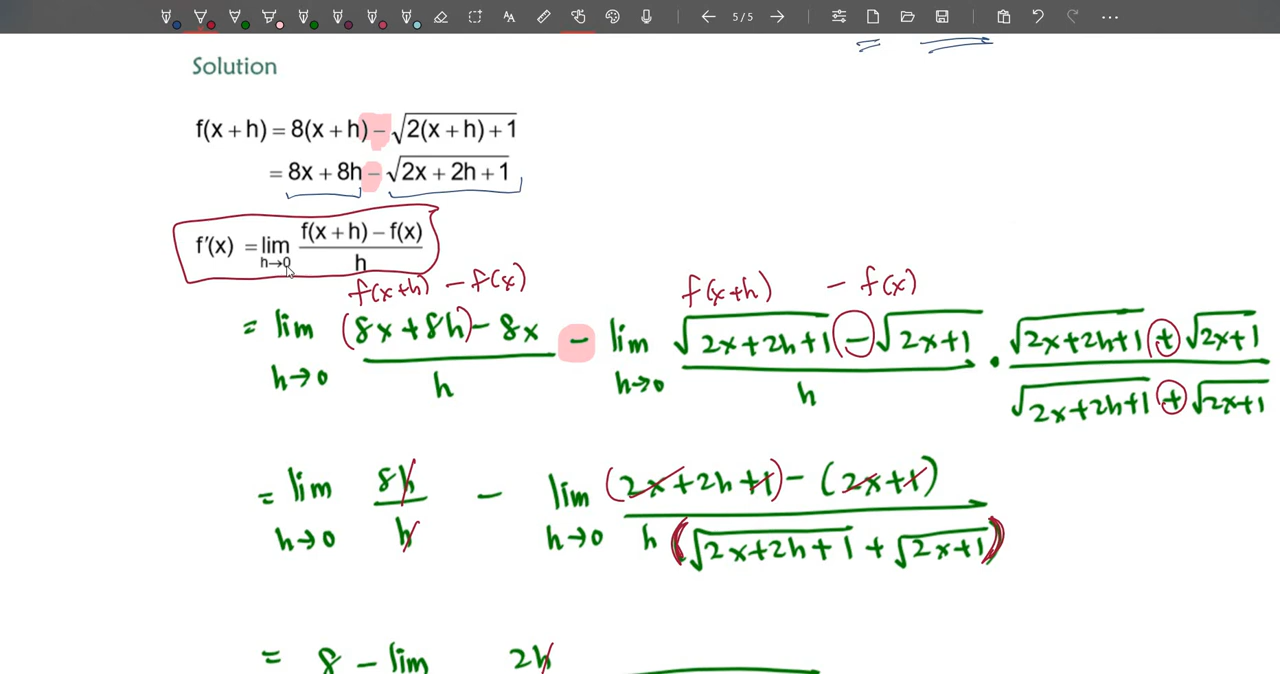 5/5
Solution
f(x + h) = 8(x + h) − √(2(x + h) + 1)
= 8x + 8h − √(2x + 2h + 1)
f'(x) = lim h→0 (f(x + h) − f(x)) / h
f(x+h) − f(x) f(x+h) − f(x)
= lim h→0 ((8x+8h) − 8x) / h − lim h→0 (√(2x+2h+1) − √(2x+1)) / h · (√(2x+2h+1) + √(2x+1)) / (√(2x+2h+1) + √(2x+1))
= lim h→0 8h / h − lim h→0 ((2x+2h+1) − (2x+1)) / h(√(2x+2h+1) + √(2x+1))
= 8 − lim 2h